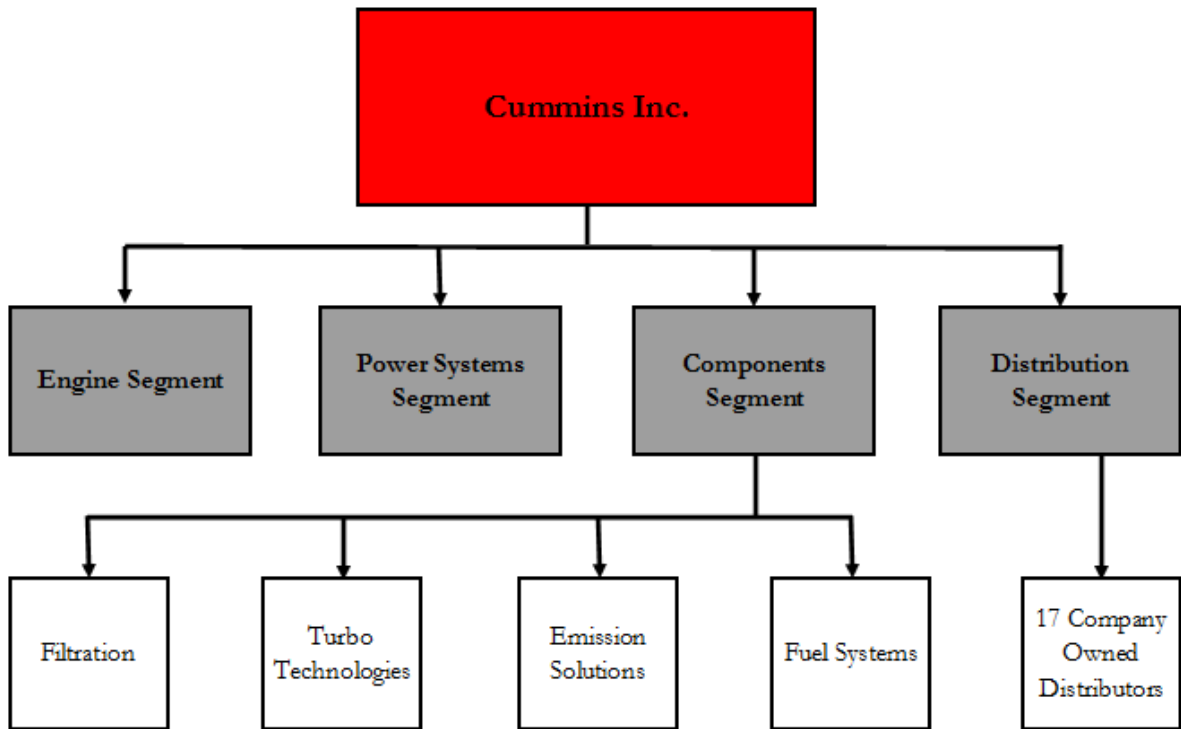 Cummins Inc.
Engine Segment
Power Systems
Segment
Components
Segment
Distribution
Segment
Filtration
Turbo
Technologies
Emission
Solutions
Fuel Systems
17 Company
Owned
Distributors